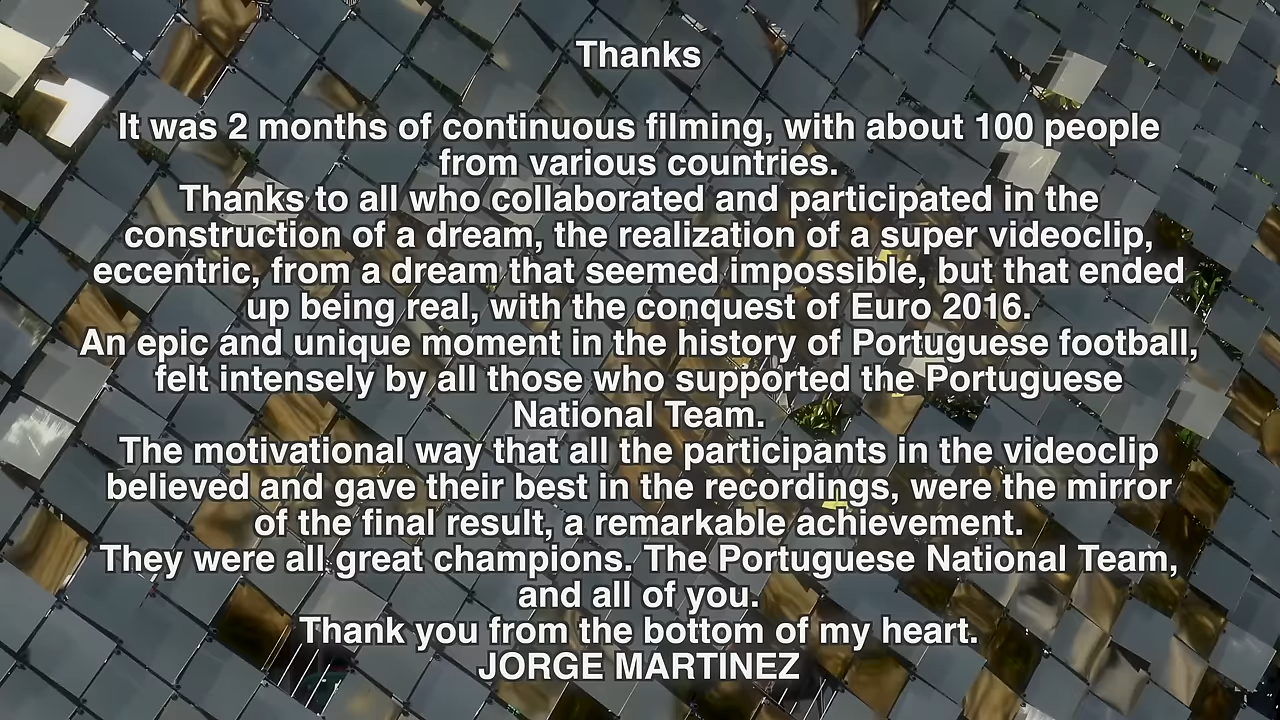 Thanks
It was 2 months of continuous filming, with about 100 people
from various countries.
Thanks to all who collaborated and participated in the
construction of a dream, the realization of a super videoclip,
eccentric, from a dream that seemed impossible, but that ended
up being real, with the conquest of Euro 2016.
An epic and unique moment in the history of Portuguese football,
felt intensely by all those who supported the Portuguese
National Team.
The motivational way that all the participants in the videoclip
believed and gave their best in the recordings, were the mirror
of the final result, a remarkable achievement.
They were all great champions. The Portuguese National Team,
and all of you.
Thank you from the bottom of my heart.
JORGE MARTINEZ